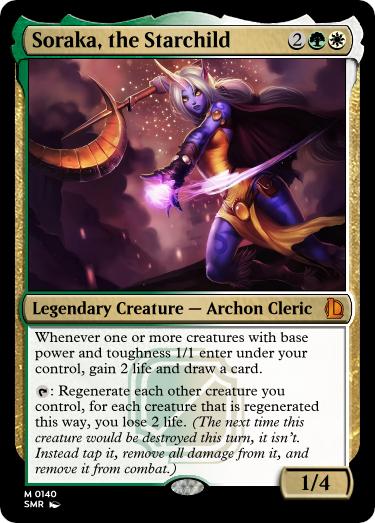 Soraka, the Starchild 2
Legendary Creature — Archon Cleric
Whenever one or more creatures with base
power and toughness 1/1 enter under your
control, gain 2 life and draw a card.
: Regenerate each other creature you
control, for each creature that is regenerated
this way, you lose 2 life. (The next time this
creature would be destroyed this turn, it isn't.
Instead tap it, remove all damage from it, and
remove it from combat.)
1/4
M 0140
SMR